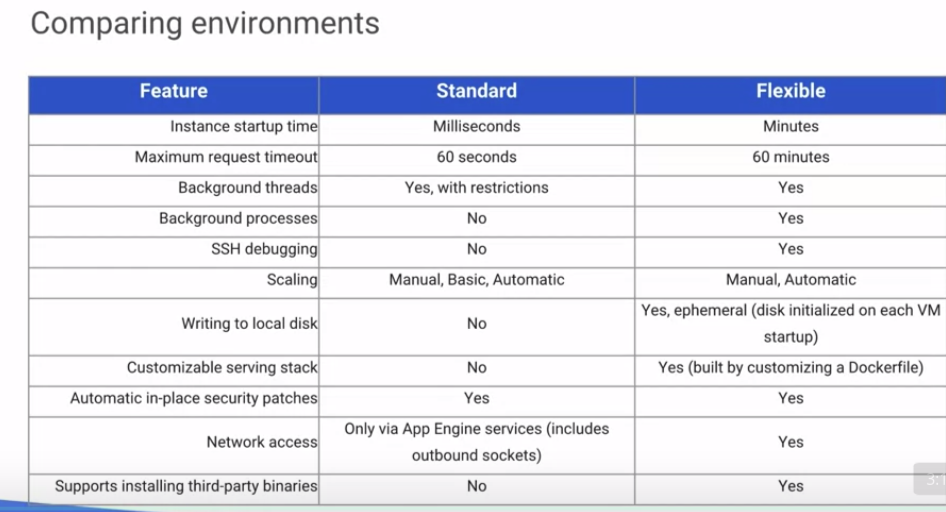 Comparing environments
Feature Standard Flexible
Instance startup time Milliseconds Minutes
Maximum request timeout 60 seconds 60 minutes
Background threads Yes, with restrictions Yes
Background processes No Yes
SSH debugging No Yes
Scaling Manual, Basic, Automatic Manual, Automatic
Writing to local disk No Yes, ephemeral (disk initialized on each VM
startup)
Customizable serving stack No Yes (built by customizing a Dockerfile)
Automatic in-place security patches Yes Yes
Network access Only via App Engine services (includes
outbound sockets) Yes
Supports installing third-party binaries No Yes